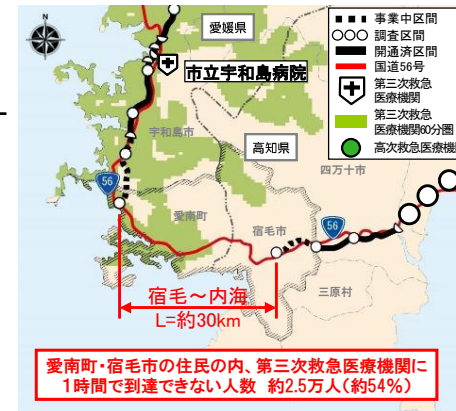 愛媛県
市立宇和島病院
宇和島市
高知県
四万十市
56
愛南町
宿毛市
56
三原村
宿毛~内海
L=約30km
事業中区間
調査区間
開通済区間
国道56号
第三次救急
医療機関
第三次救急
医療機関60分圏
高次救急医療機
愛南町・宿毛市の住民の内、第三次救急医療機関に
1時間で到達できない人数 約2.5万人(約54%)